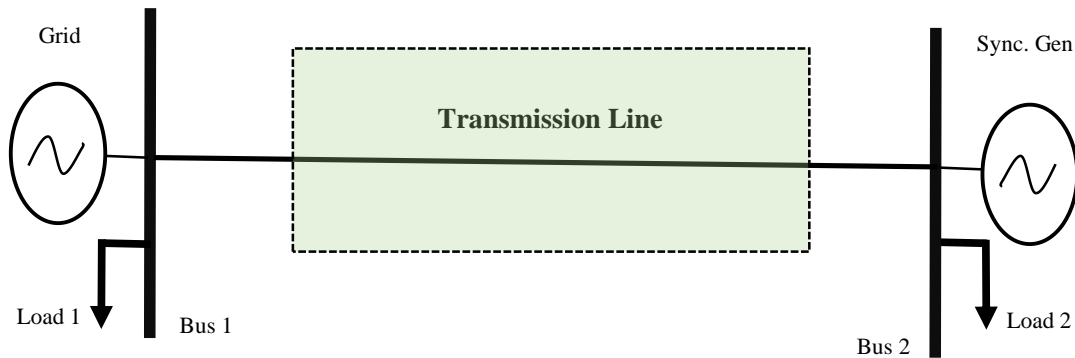 Grid
Sync. Gen
Transmission Line
Load 1
Bus 1
Load 2
Bus 2